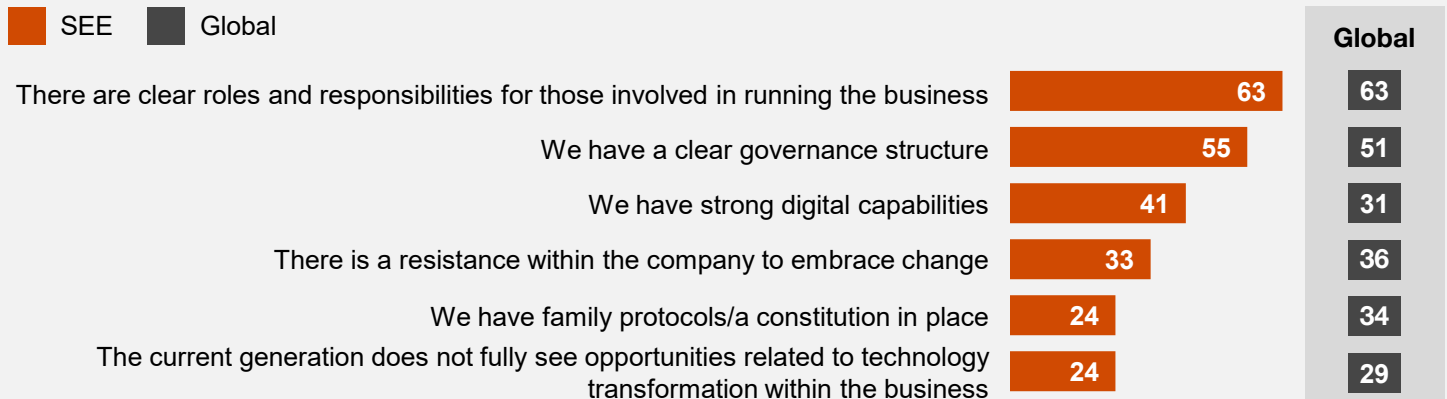 SEE Global
Global
There are clear roles and responsibilities for those involved in running the business 63 63
We have a clear governance structure 55 51
We have strong digital capabilities 41 31
There is a resistance within the company to embrace change 33 36
We have family protocols/a constitution in place 24 34
The current generation does not fully see opportunities related to technology
transformation within the business 24 29